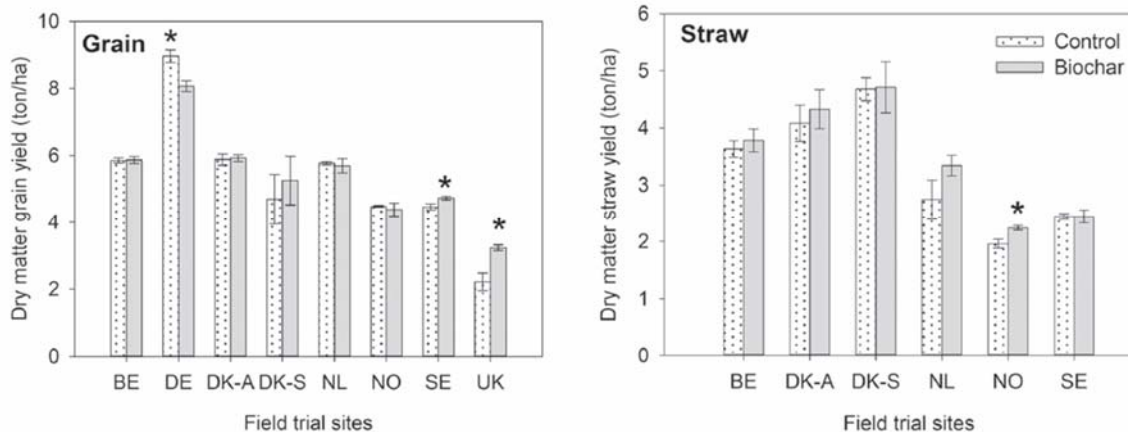 Grain
*
*
*
10
8
6
4
2
0
Dry matter grain yield (ton/ha)
BE DE DK-A DK-S NL NO SE UK
Field trial sites
Straw
Control
Biochar
*
6
5
4
3
2
1
0
Dry matter straw yield (ton/ha)
BE DK-A DK-S NL NO SE
Field trial sites